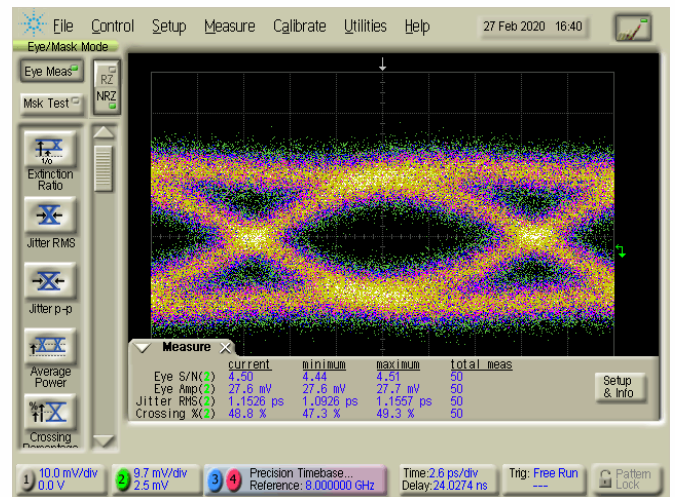 File Control Setup Measure Calibrate Utilities Help 27 Feb 2020 16:40
Eye/Mask Mode
Eye Meas
RZ
NRZ
Msk Test
1/0
Extinction
Ratio
Jitter RMS
Jitter p-p
Average
Power
%
Crossing
Percentage
Measure
current minimum maximum total meas
Eye S/N(2) 4.50 4.44 4.51 50
Eye Amp(2) 27.6 mV 27.6 mV 27.7 mV 50
Jitter RMS(2) 1.1526 ps 1.0926 ps 1.1557 ps 50
Crossing %(2) 48.8 % 47.3 % 49.3 % 50
Setup
& Info
1) 10.0 mV/div
0.0 V
2) 9.7 mV/div
2.5 mV
3 4 Precision Timebase...
Reference: 8.000000 GHz
Time:2.6 ps/div
Delay:24.0274 ns
Trig: Free Run
---
Pattern
Lock